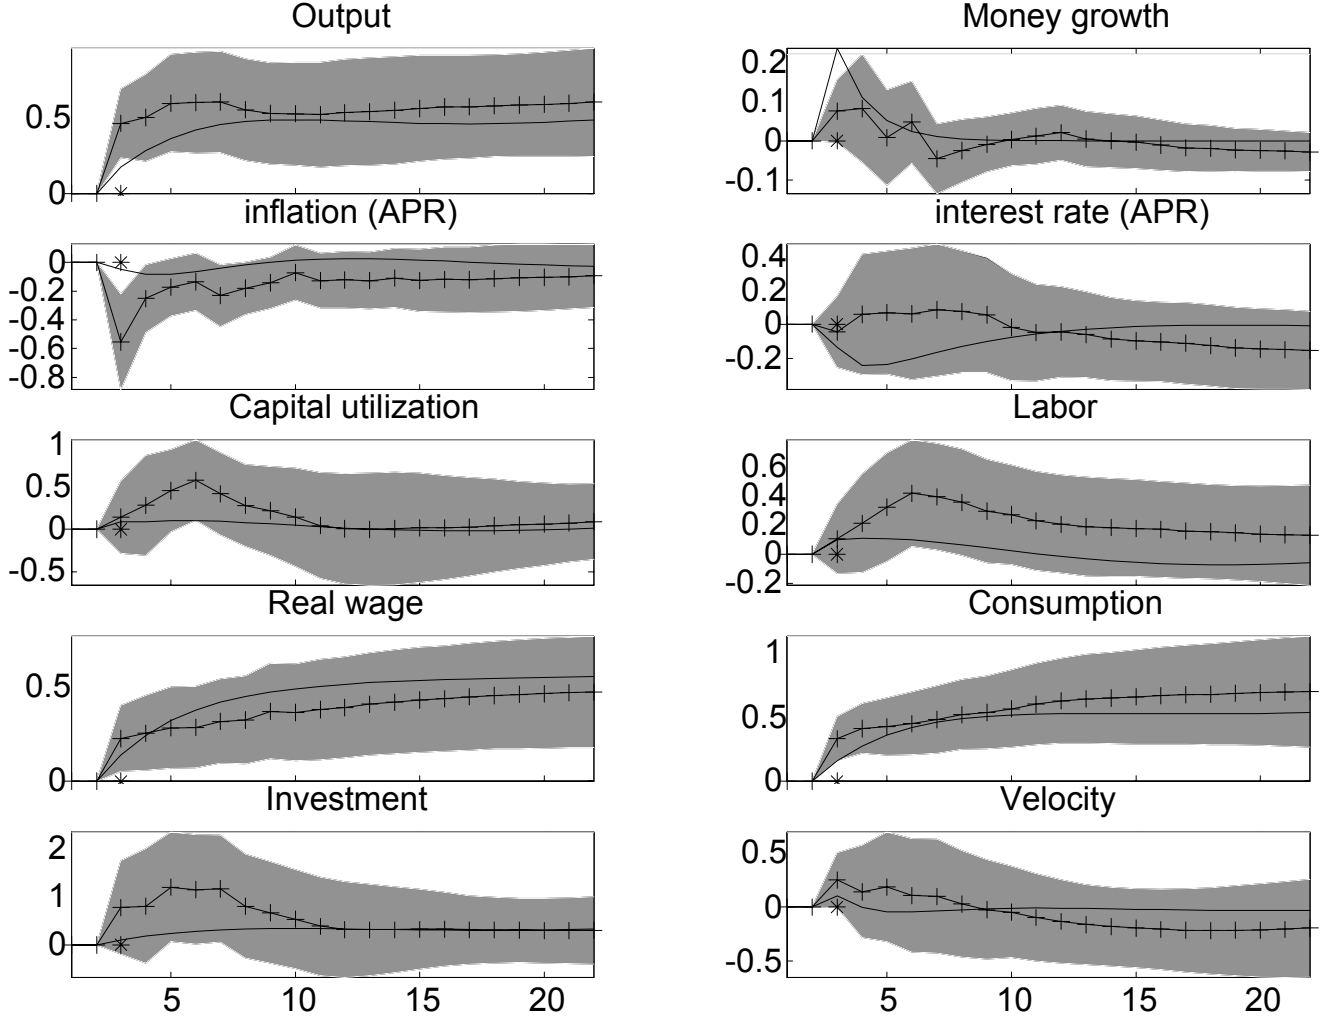 Output
0.5
0
Money growth
0.2
0.1
0
-0.1
inflation (APR)
0
-0.2
-0.4
-0.6
-0.8
interest rate (APR)
0.4
0.2
0
-0.2
Capital utilization
1
0.5
0
-0.5
Labor
0.6
0.4
0.2
0
-0.2
Real wage
0.5
0
Consumption
1
0.5
0
Investment
2
1
0
5 10 15 20
Velocity
0.5
0
-0.5
5 10 15 20